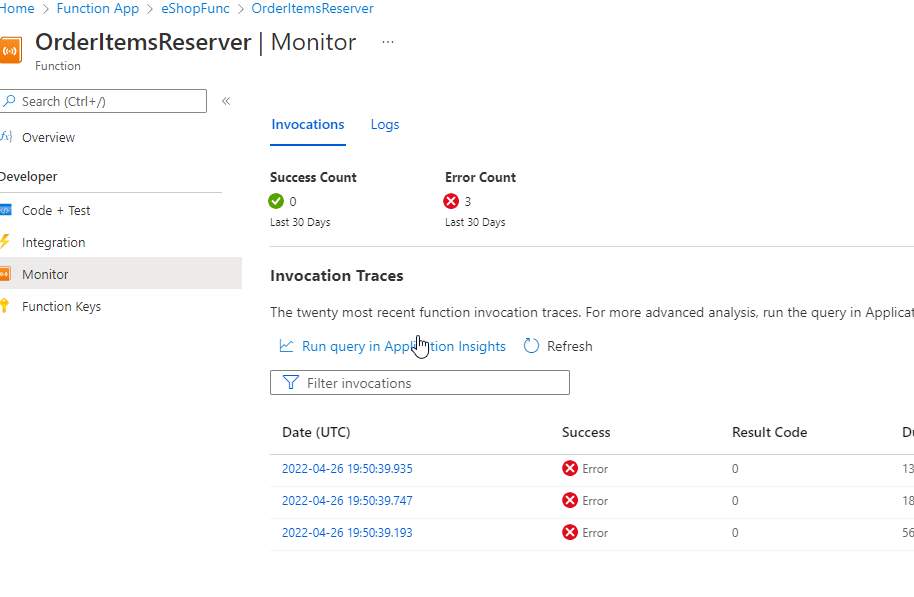 Home > Function App > eShopFunc > OrderItemsReserver
OrderItemsReserver | Monitor ...
Function
Search (Ctrl+/) «
Overview
Developer
Code + Test
Integration
Monitor
Function Keys
Invocations Logs
Success Count Error Count
0 3
Last 30 Days Last 30 Days
Invocation Traces
The twenty most recent function invocation traces. For more advanced analysis, run the query in Applicat
Run query in Application Insights Refresh
Filter invocations
Date (UTC) Success Result Code Du
2022-04-26 19:50:39.935 Error 0 13
2022-04-26 19:50:39.747 Error 0 18
2022-04-26 19:50:39.193 Error 0 56